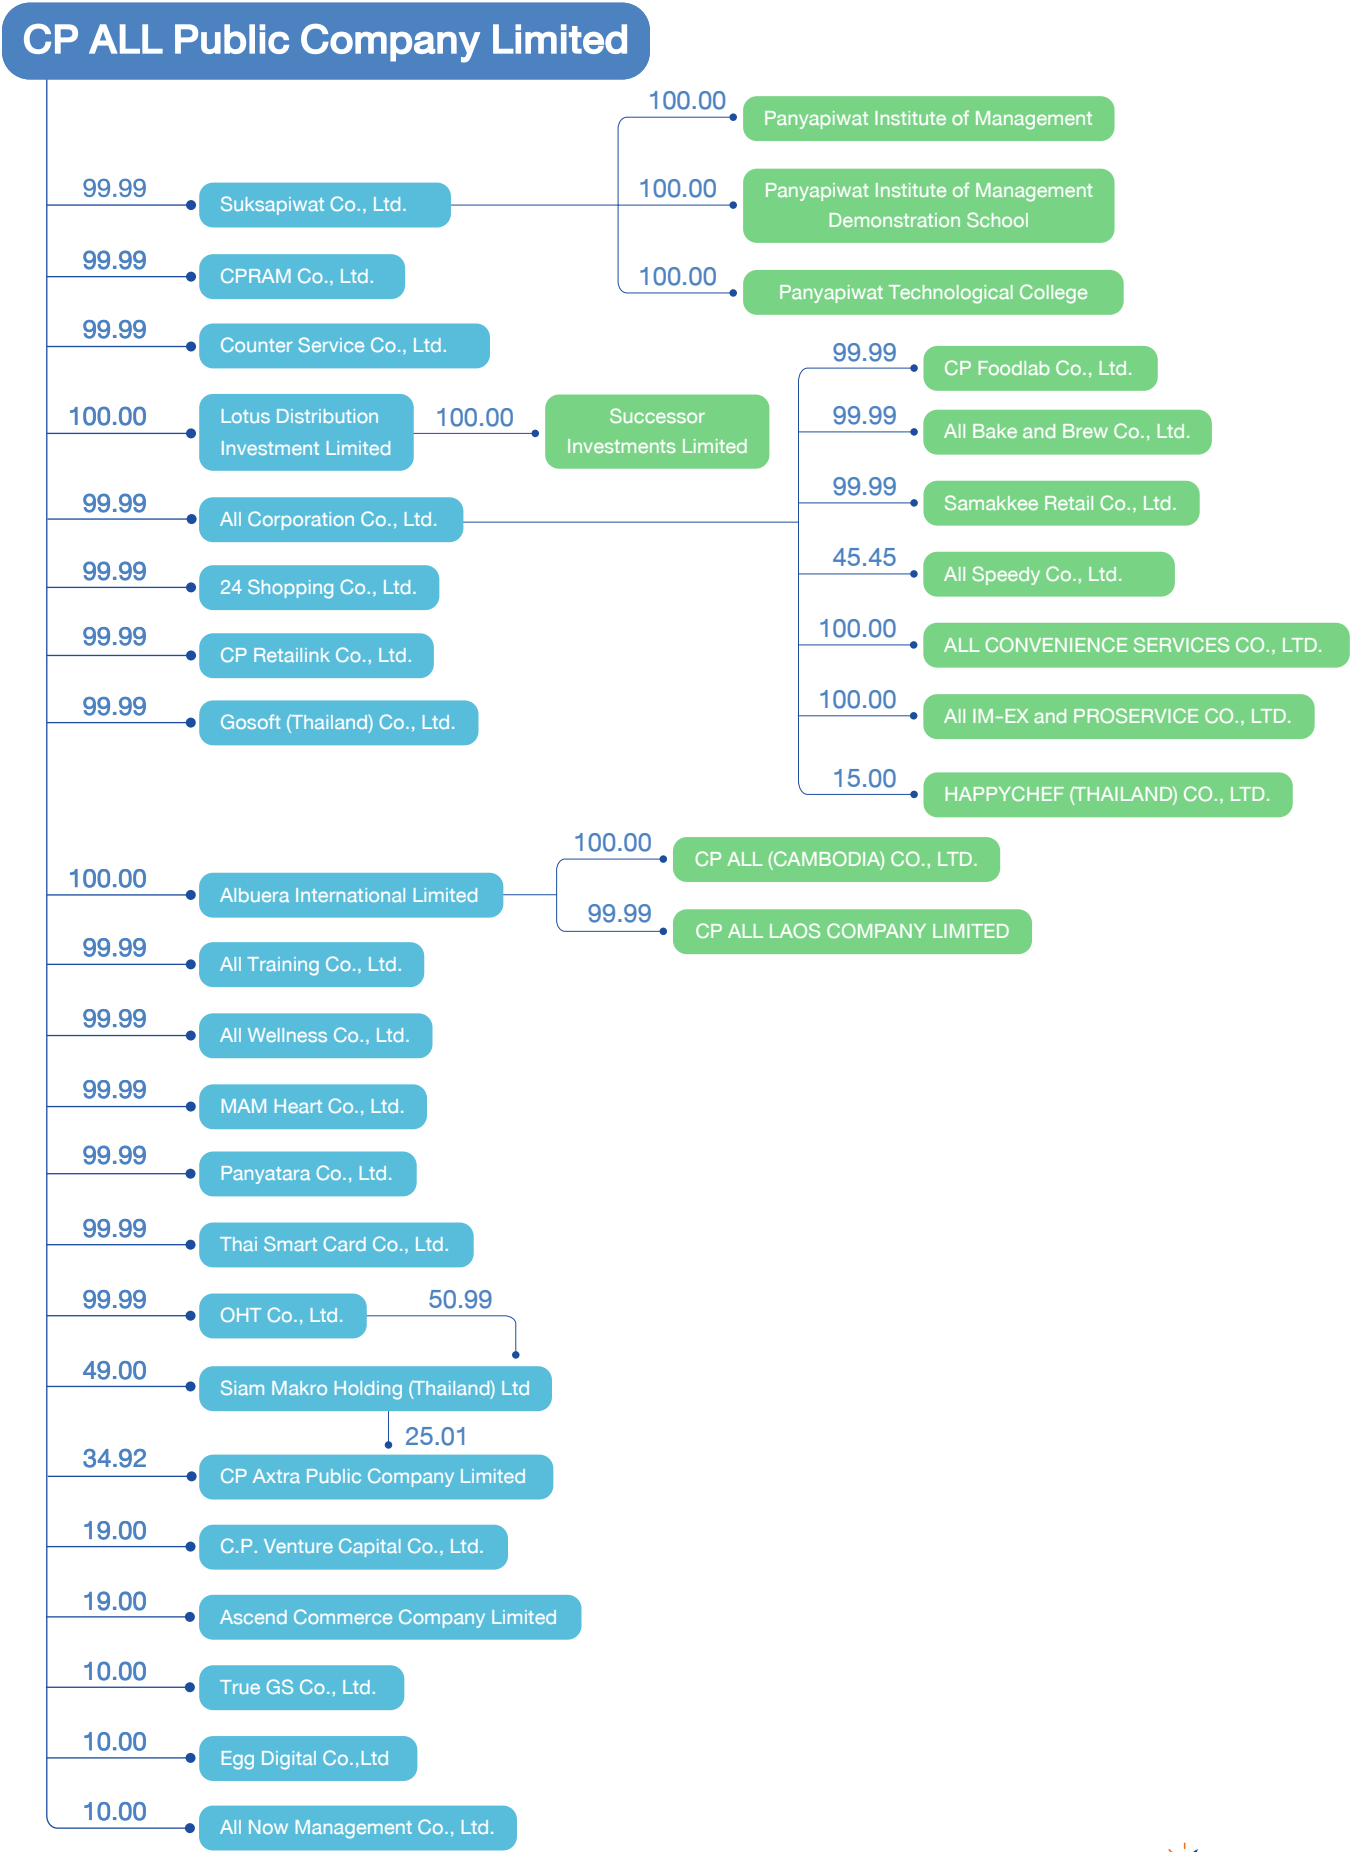 CP ALL Public Company Limited
99.99
Suksapiwat Co., Ltd.
100.00
Panyapiwat Institute of Management
100.00
Panyapiwat Institute of Management
Demonstration School
100.00
Panyapiwat Technological College
99.99
CPRAM Co., Ltd.
99.99
Counter Service Co., Ltd.
100.00
Lotus Distribution
Investment Limited
100.00
Successor
Investments Limited
99.99
All Corporation Co., Ltd.
99.99
CP Foodlab Co., Ltd.
99.99
All Bake and Brew Co., Ltd.
99.99
Samakkee Retail Co., Ltd.
45.45
All Speedy Co., Ltd.
100.00
ALL CONVENIENCE SERVICES CO., LTD.
100.00
All IM-EX and PROSERVICE CO., LTD.
15.00
HAPPYCHEF (THAILAND) CO., LTD.
99.99
24 Shopping Co., Ltd.
99.99
CP Retailink Co., Ltd.
99.99
Gosoft (Thailand) Co., Ltd.
100.00
Albuera International Limited
100.00
CP ALL (CAMBODIA) CO., LTD.
99.99
CP ALL LAOS COMPANY LIMITED
99.99
All Training Co., Ltd.
99.99
All Wellness Co., Ltd.
99.99
MAM Heart Co., Ltd.
99.99
Panyatara Co., Ltd.
99.99
Thai Smart Card Co., Ltd.
99.99
OHT Co., Ltd.
50.99
49.00
Siam Makro Holding (Thailand) Ltd
25.01
34.92
CP Axtra Public Company Limited
19.00
C.P. Venture Capital Co., Ltd.
19.00
Ascend Commerce Company Limited
10.00
True GS Co., Ltd.
10.00
Egg Digital Co.,Ltd
10.00
All Now Management Co., Ltd.